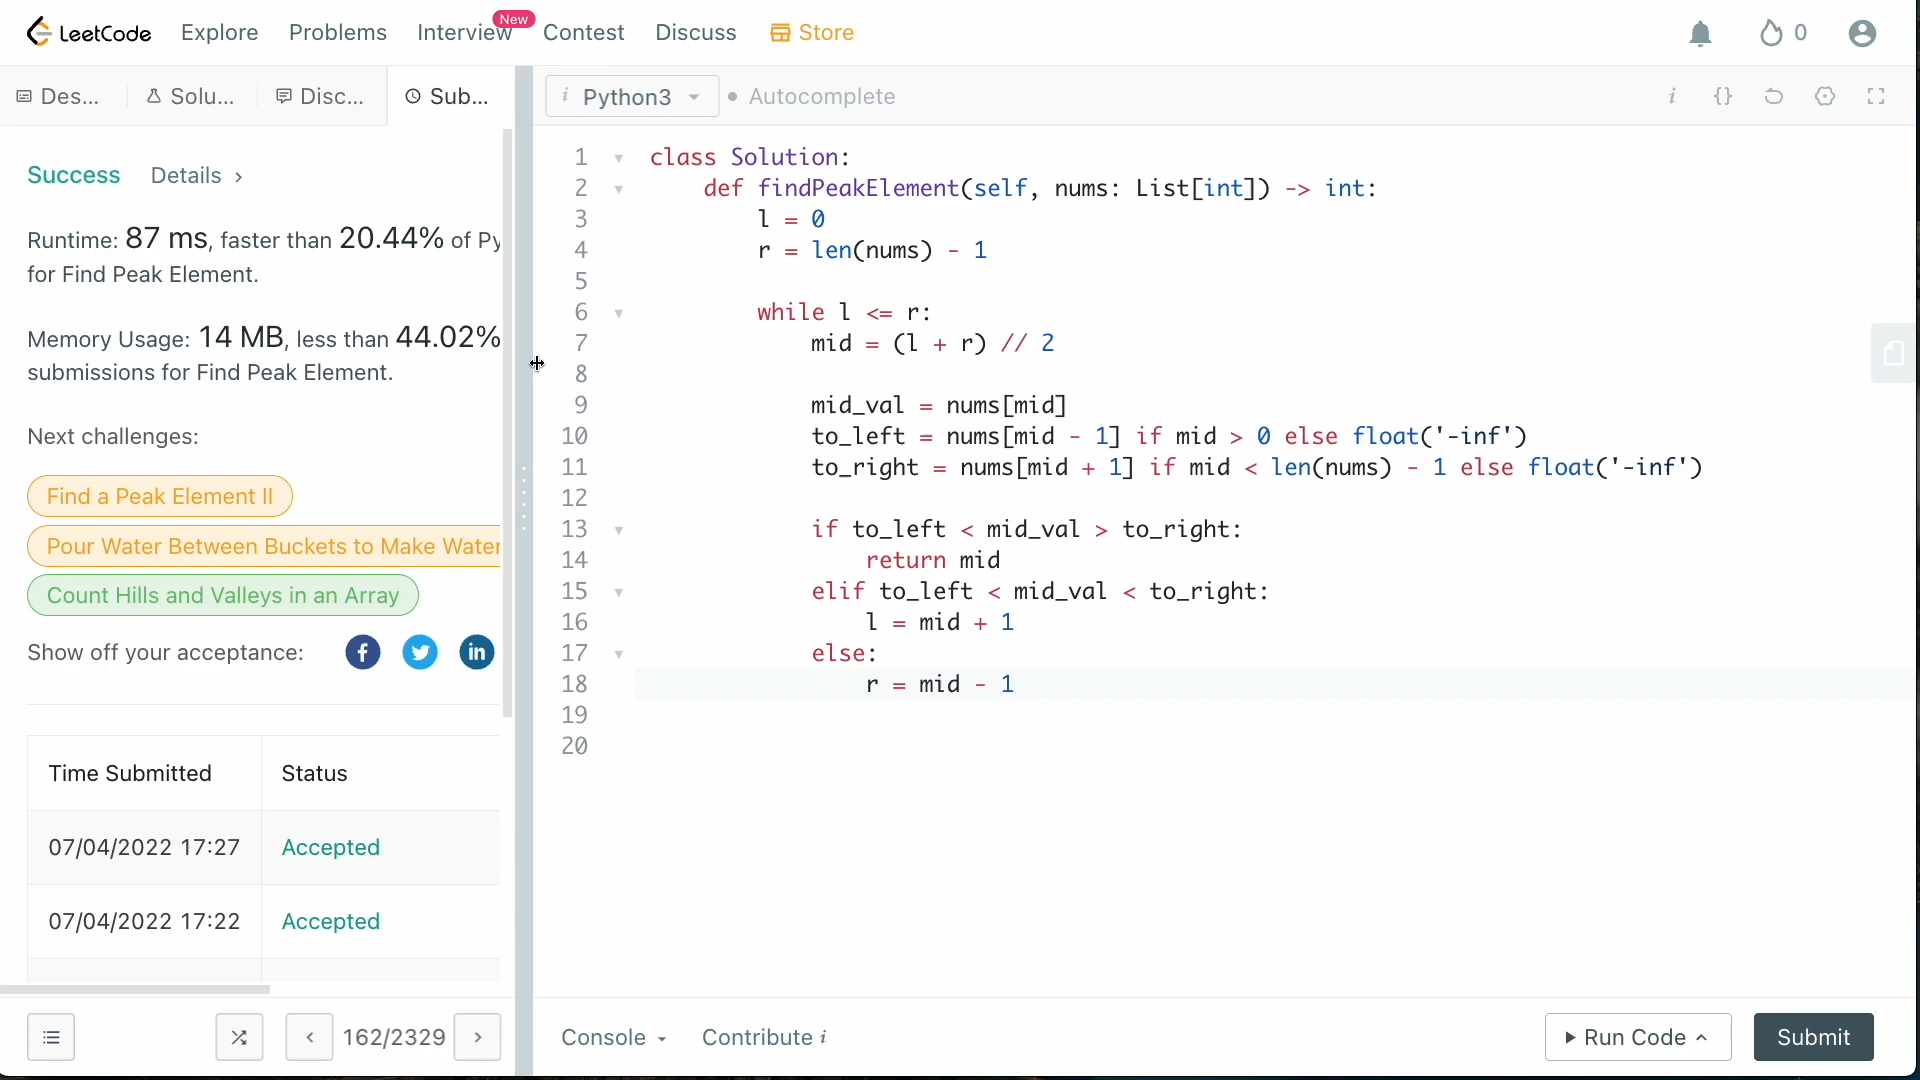 LeetCode Explore Problems Interview New Contest Discuss Store 0
Des... Solu... Disc... Sub...
i Python3 Autocomplete i {}
Success Details >
Runtime: 87 ms, faster than 20.44% of Py
for Find Peak Element.
Memory Usage: 14 MB, less than 44.02%
submissions for Find Peak Element.
Next challenges:
Find a Peak Element II
Pour Water Between Buckets to Make Water
Count Hills and Valleys in an Array
Show off your acceptance: f in
Time Submitted Status
07/04/2022 17:27 Accepted
07/04/2022 17:22 Accepted
< 162/2329 >
1 class Solution:
2 def findPeakElement(self, nums: List[int]) -> int:
3 l = 0
4 r = len(nums) - 1
5
6 while l <= r:
7 mid = (l + r) // 2
8
9 mid_val = nums[mid]
10 to_left = nums[mid - 1] if mid > 0 else float('-inf')
11 to_right = nums[mid + 1] if mid < len(nums) - 1 else float('-inf')
12
13 if to_left < mid_val > to_right:
14 return mid
15 elif to_left < mid_val < to_right:
16 l = mid + 1
17 else:
18 r = mid - 1
19
20
Console Contribute i Run Code Submit